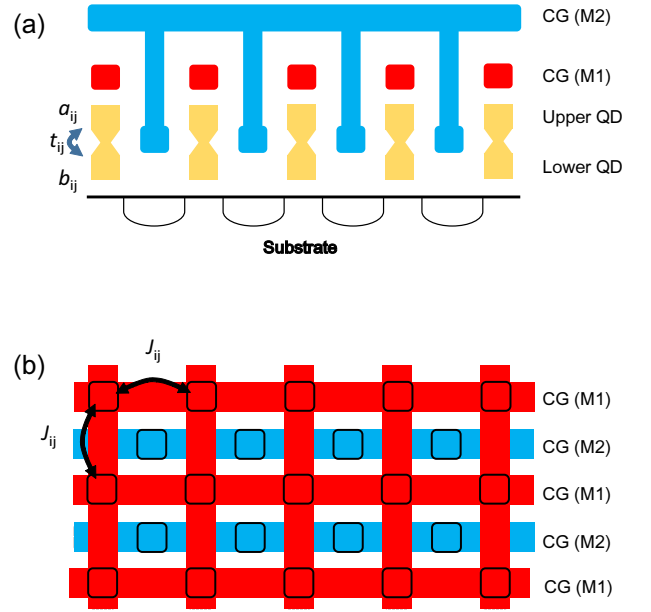 (a)
CG (M2)
CG (M1)
a_ij
Upper QD
t_ij
Lower QD
b_ij
Substrate
(b)
J_ij
CG (M1)
J_ij
CG (M2)
CG (M1)
CG (M2)
CG (M1)